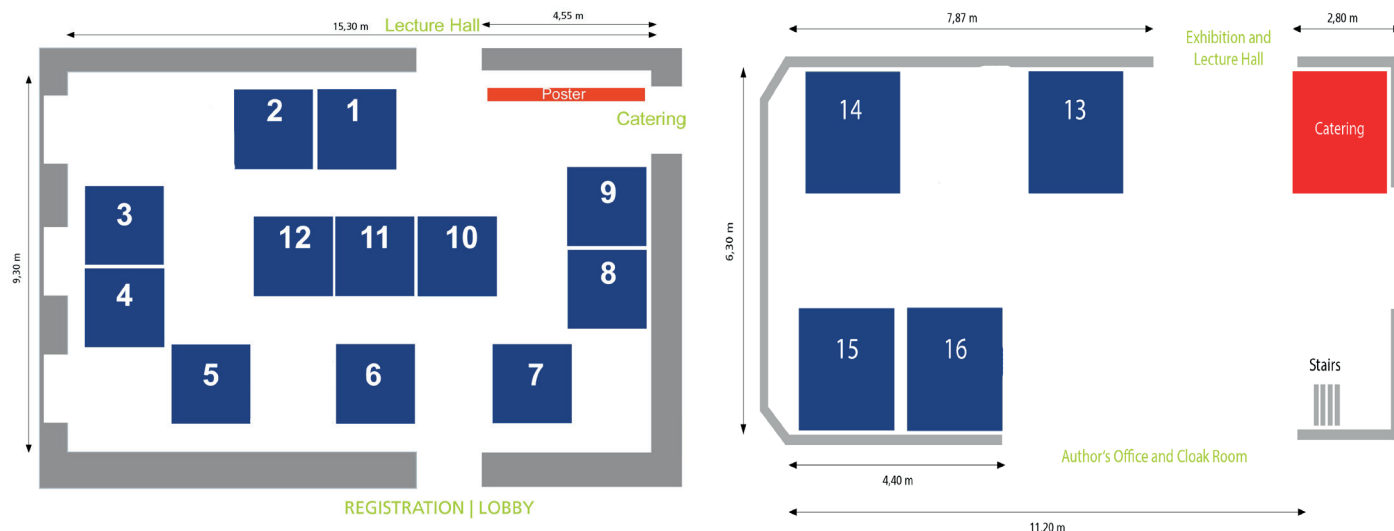 Lecture Hall
4,55 m
15,30 m
Poster
Catering
2
1
3
9
12
11
10
9,30 m
8
4
5
6
7
REGISTRATION | LOBBY
7,87 m
2,80 m
Exhibition and
Lecture Hall
14
13
Catering
6,30 m
15
16
Stairs
Author's Office and Cloak Room
4,40 m
11,20 m